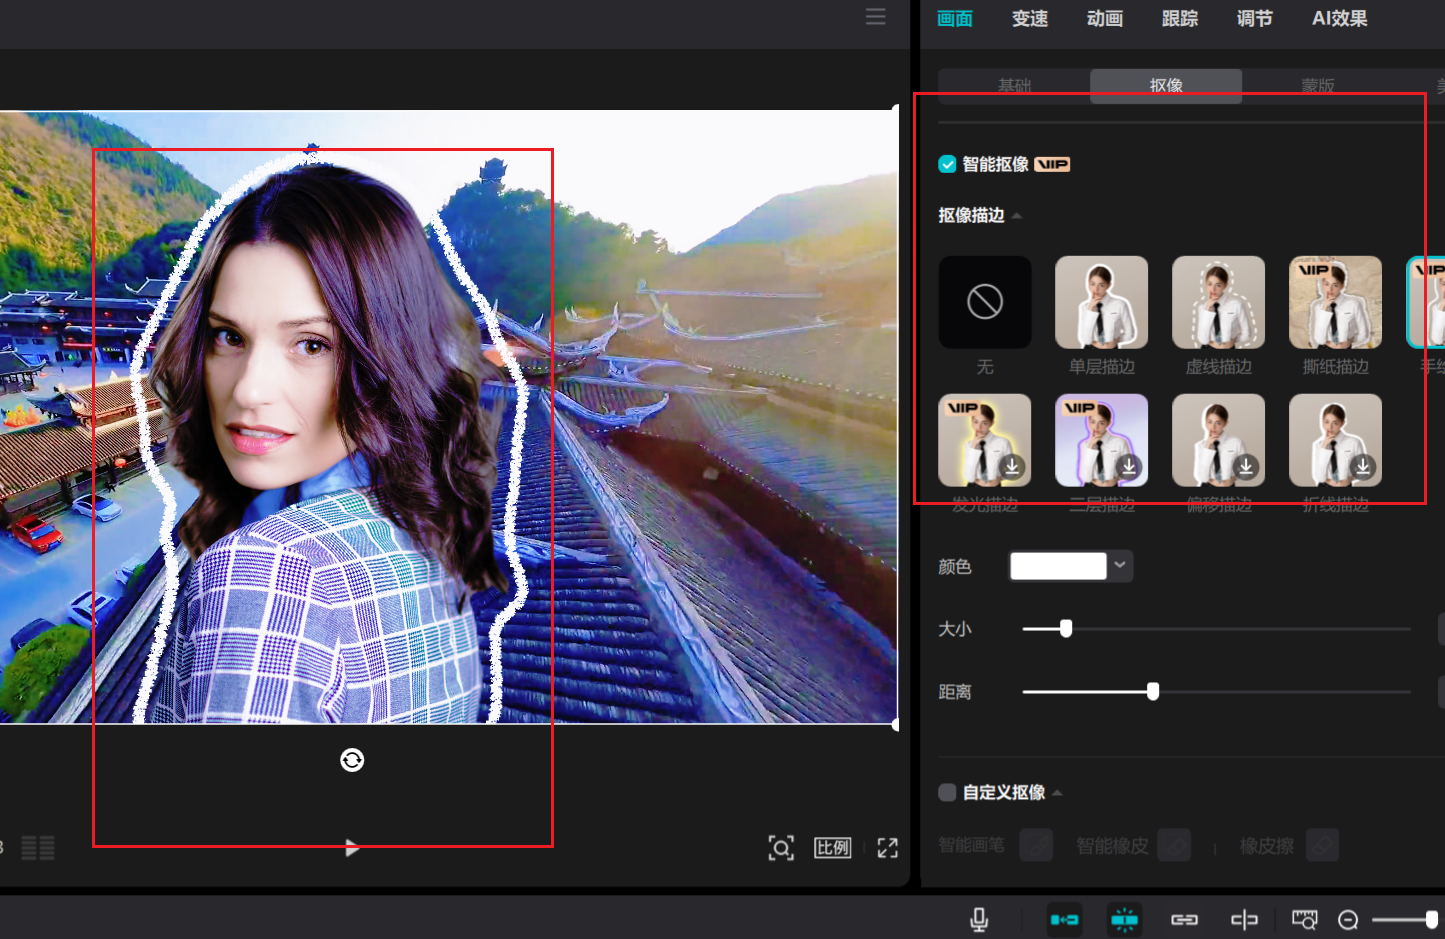 画面 变速 动画 跟踪 调节 AI效果
基础 抠像 蒙版
智能抠像 VIP
抠像描边
VIP VIP
无 单层描边 虚线描边 撕纸描边
VIP VIP
发光描边 三层描边 偏移描边 折线描边
颜色
大小
距离
自定义抠像
智能画笔 智能橡皮 橡皮擦
比例